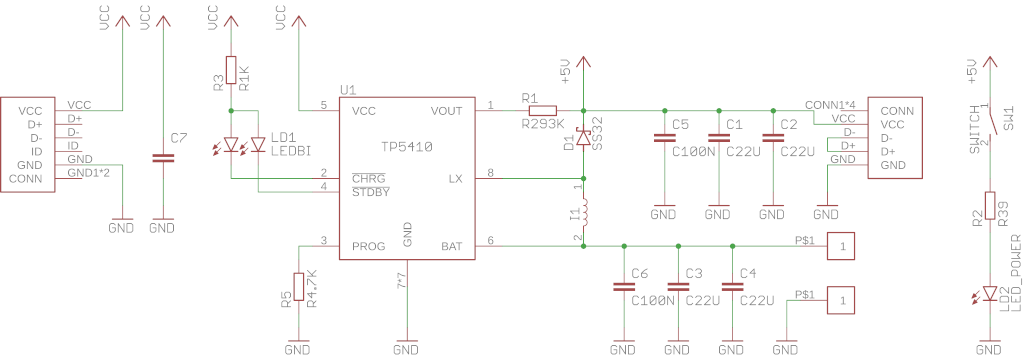 VCC
VCC
VCC
VCC
+5V
+5V
VCC
D+
D-
ID
GND
CONN
VCC
D+
D-
ID
GND
GND1*2
GND
C7
GND
R3
R1K
LD1
LEDBI
U1
TP5410
5
VCC
2
CHRG
4
STDBY
3
PROG
GND
7*7
VOUT
1
LX
8
BAT
6
R5
R4.7K
GND
GND
R1
R293K
D1
SS32
I1
1
2
C5
C100N
C1
C22U
C2
C22U
GND
GND
GND
GND
CONN1*4
VCC
D-
D+
GND
CONN
VCC
D-
D+
GND
P$1
1
P$1
1
C6
C100N
C3
C22U
C4
C22U
GND
GND
GND
GND
SWITCH
1
2
SW1
R2
R39
LD2
LED_POWER
GND